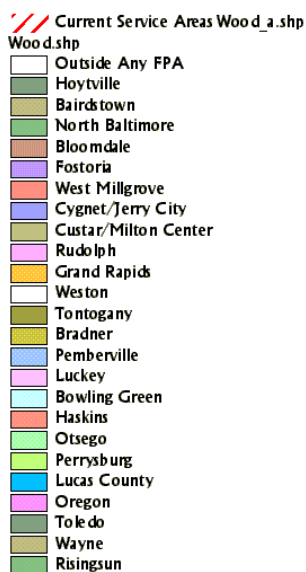 Current Service Areas Wood_a.shp
Wood.shp
Outside Any FPA
Hoytville
Bairdstown
North Baltimore
Bloomdale
Fostoria
West Millgrove
Cygnet/Jerry City
Custar/Milton Center
Rudolph
Grand Rapids
Weston
Tontogany
Bradner
Pemberville
Luckey
Bowling Green
Haskins
Otsego
Perrysburg
Lucas County
Oregon
Toledo
Wayne
Risingsun